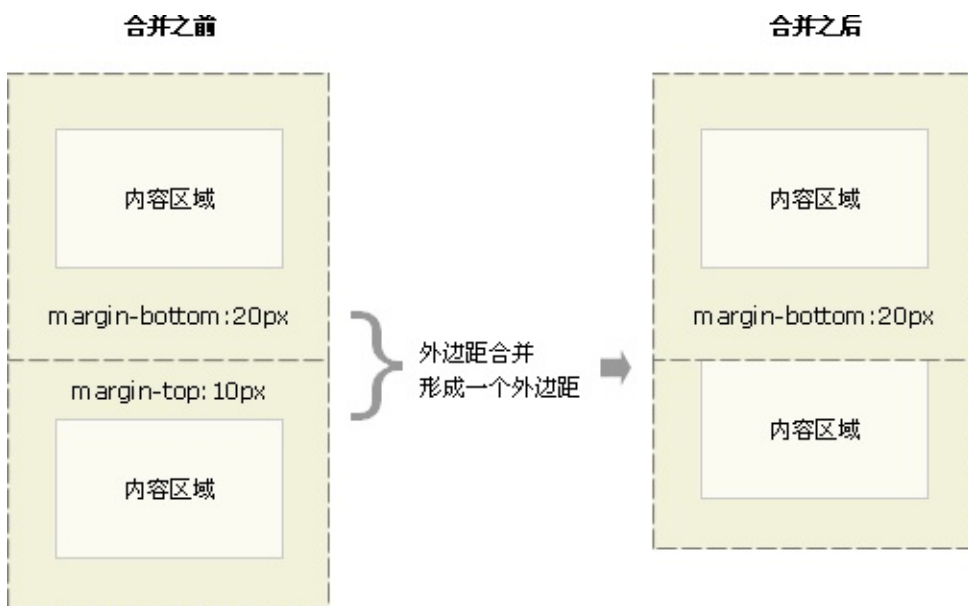 合并之前
合并之后
内容区域
margin-bottom:20px
margin-top:10px
内容区域
外边距合并
形成一个外边距
内容区域
margin-bottom:20px
内容区域